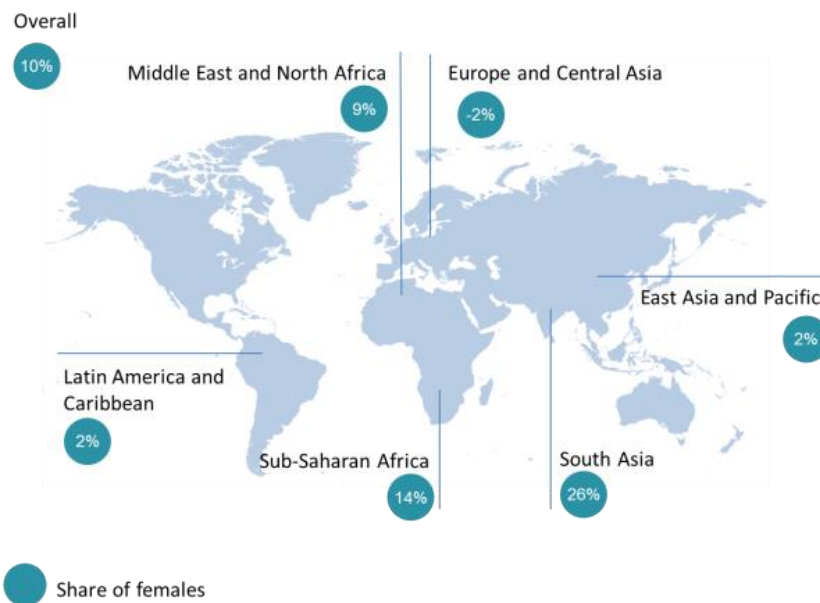 Overall
10%
Middle East and North Africa
9%
Europe and Central Asia
-2%
East Asia and Pacific
2%
Latin America and
Caribbean
2%
Sub-Saharan Africa
14%
South Asia
26%
Share of females